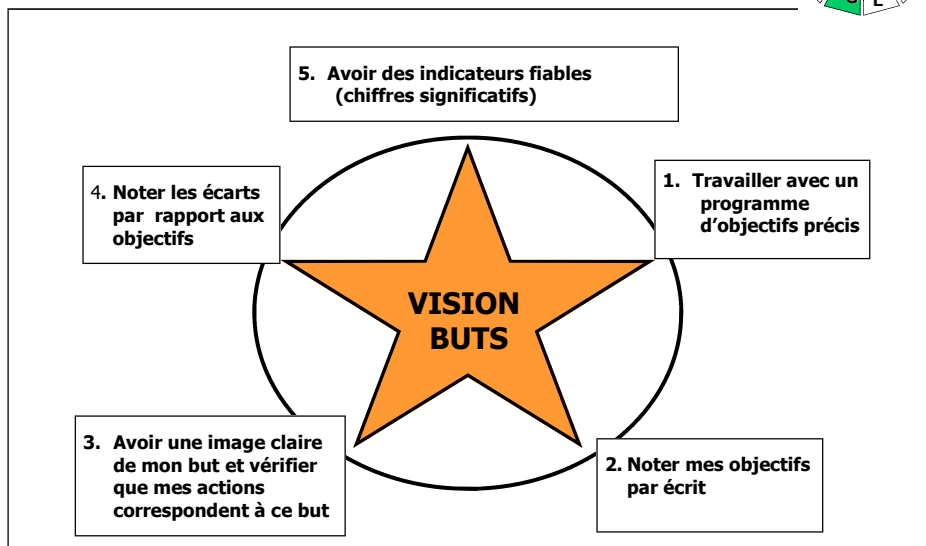 5. Avoir des indicateurs fiables
(chiffres significatifs)
4. Noter les écarts
par rapport aux
objectifs
1. Travailler avec un
programme
d’objectifs précis
VISION
BUTS
3. Avoir une image claire
de mon but et vérifier
que mes actions
correspondent à ce but
2. Noter mes objectifs
par écrit